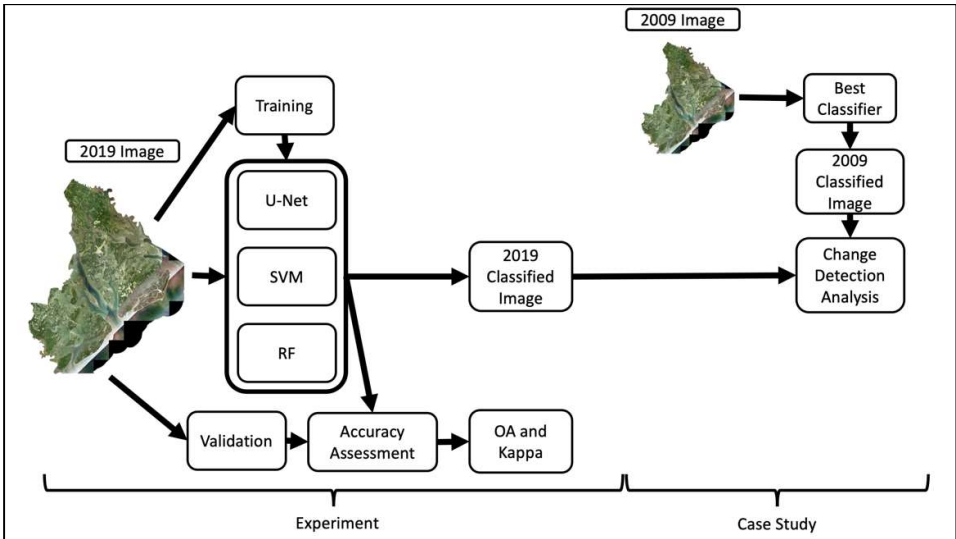 2009 Image
Training
Best
Classifier
2019 Image
2009
Classified
Image
U-Net
SVM
2019
Classified
Image
Change
Detection
Analysis
RF
Validation
Accuracy
Assessment
OA and
Kappa
Experiment
Case Study